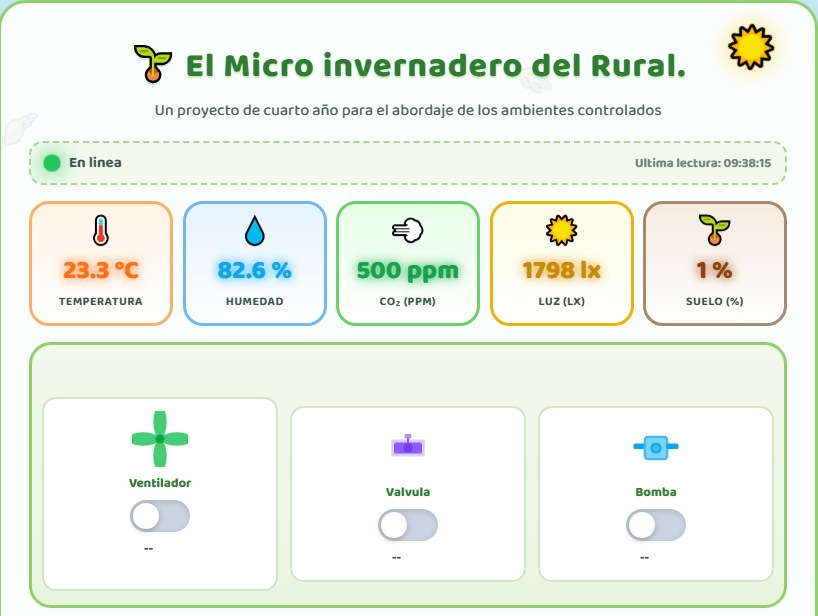 El Micro invernadero del Rural.
Un proyecto de cuarto año para el abordaje de los ambientes controlados
En linea
Ultima lectura: 09:38:15
23.3 °C
TEMPERATURA
82.6 %
HUMEDAD
500 ppm
CO₂ (PPM)
1798 lx
LUZ (LX)
1 %
SUELO (%)
Ventilador
--
Valvula
--
Bomba
--